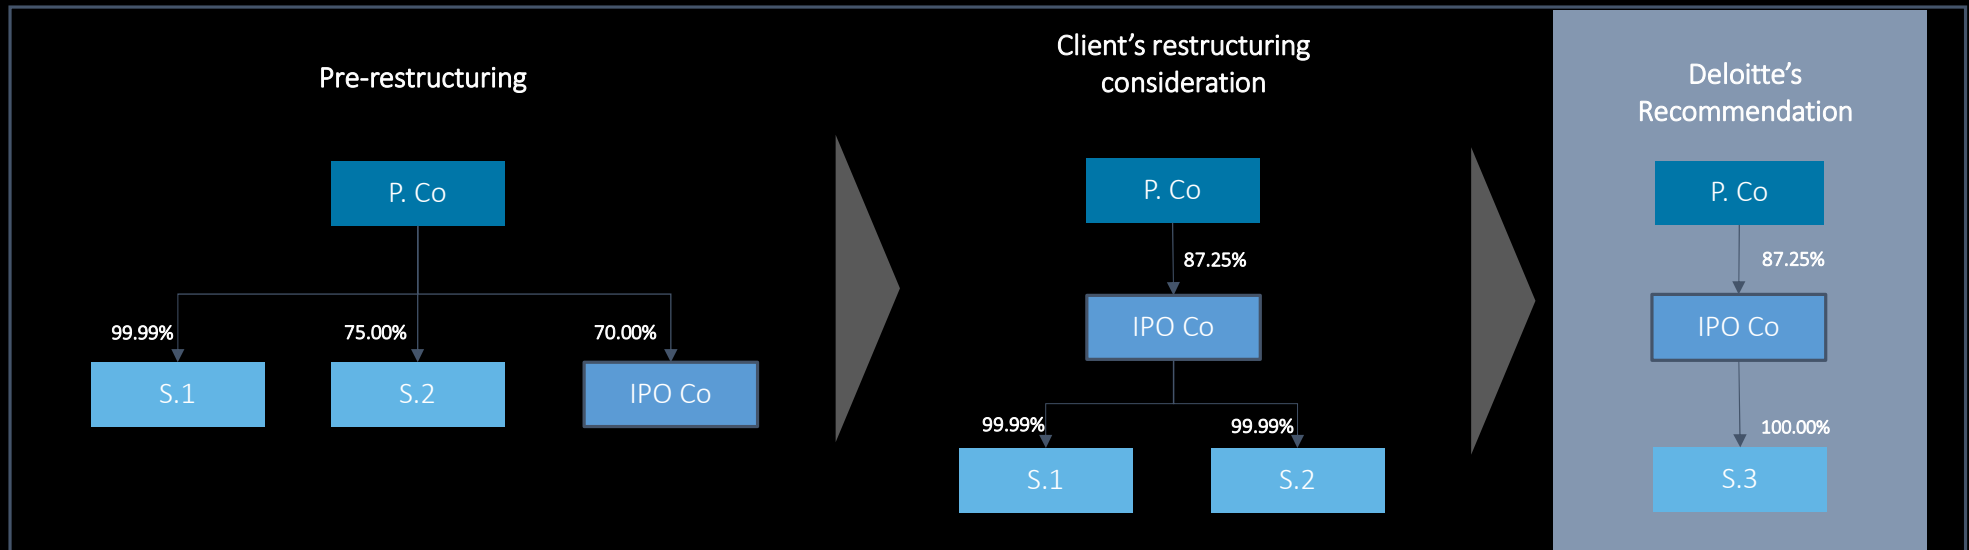 Pre-restructuring
P. Co
99.99%
75.00%
70.00%
S.1
S.2
IPO Co
Client’s restructuring
consideration
P. Co
87.25%
IPO Co
99.99%
99.99%
S.1
S.2
Deloitte’s
Recommendation
P. Co
87.25%
IPO Co
100.00%
S.3